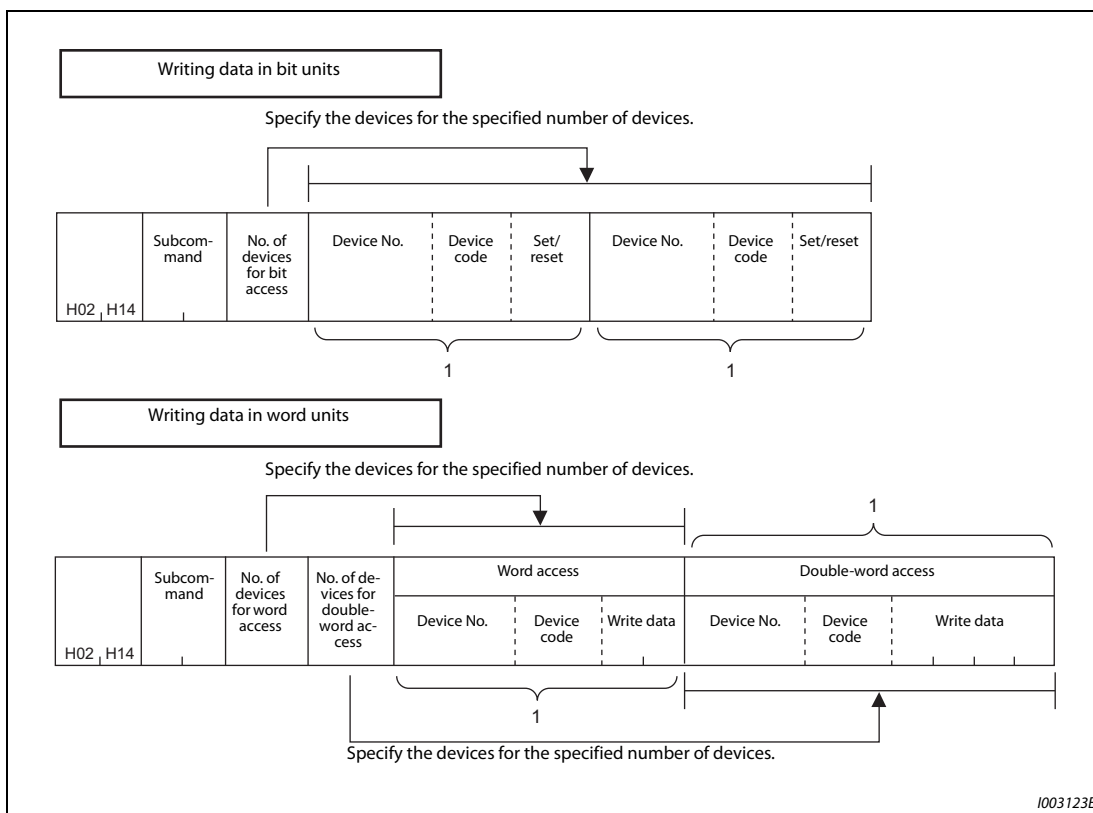 Writing data in bit units
Specify the devices for the specified number of devices.
H02 H14
Subcom-
mand
No. of
devices
for bit
access
Device No.
Device
code
Set/
reset
Device No.
Device
code
Set/reset
1
1
Writing data in word units
Specify the devices for the specified number of devices.
1
H02 H14
Subcom-
mand
No. of
devices
for word
access
No. of de-
vices for
double-
word ac-
cess
Word access
Device No.
Device
code
Write data
Double-word access
Device No.
Device
code
Write data
1
Specify the devices for the specified number of devices.
I003123E